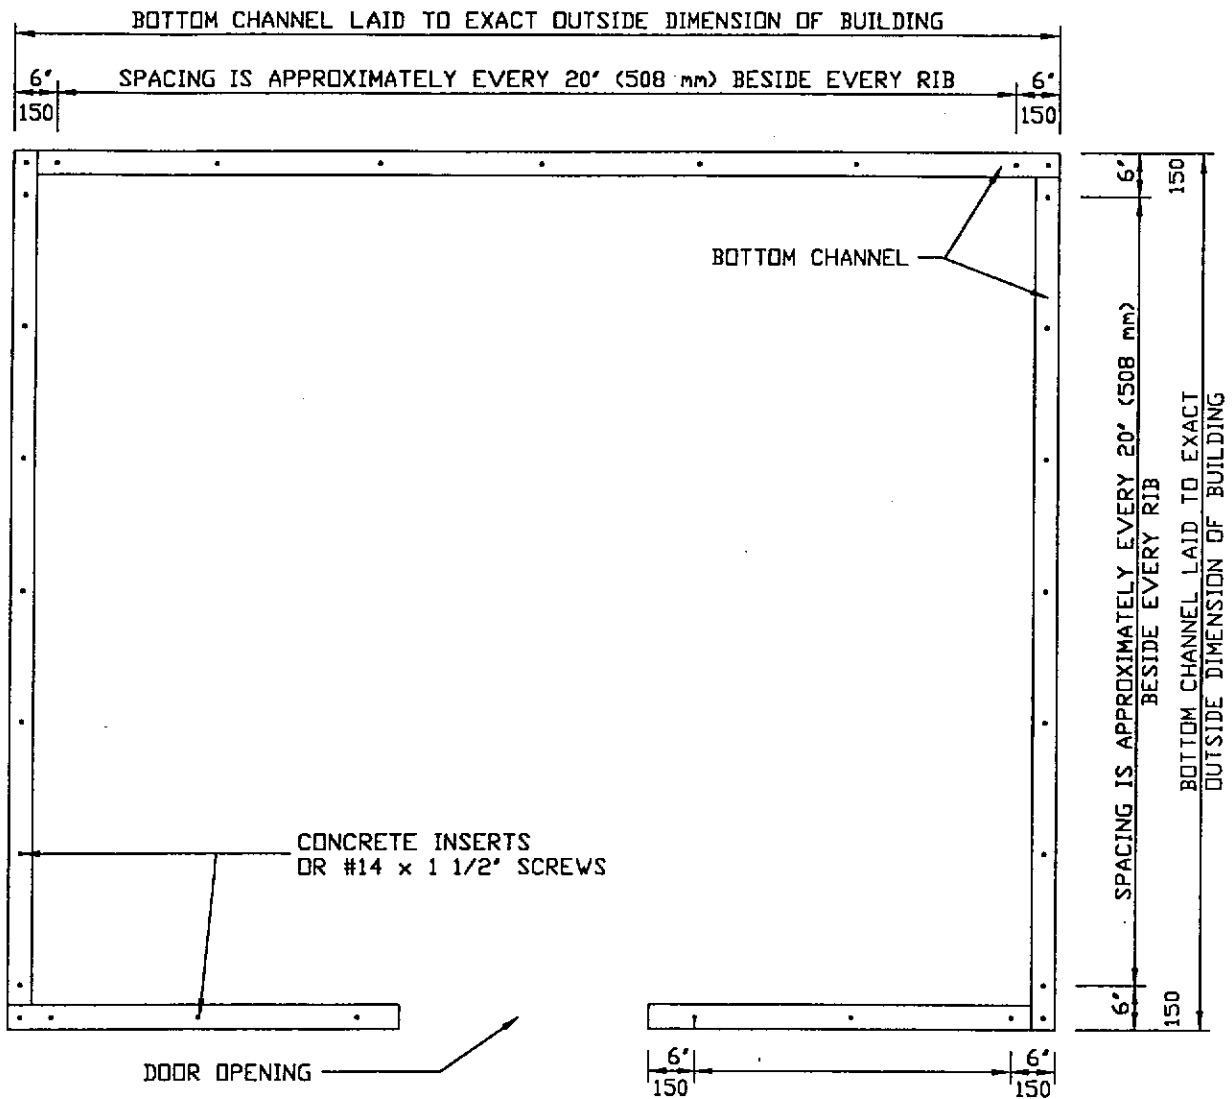 BOTTOM CHANNEL LAID TO EXACT OUTSIDE DIMENSION OF BUILDING
6" SPACING IS APPROXIMATELY EVERY 20" (508 mm) BESIDE EVERY RIB 6"
150 150
6" 150
BOTTOM CHANNEL
SPACING IS APPROXIMATELY EVERY 20" (508 mm)
BESIDE EVERY RIB
BOTTOM CHANNEL LAID TO EXACT
OUTSIDE DIMENSION OF BUILDING
CONCRETE INSERTS
OR #14 x 1 1/2" SCREWS
6" 150
DOOR OPENING
6" 6"
150 150